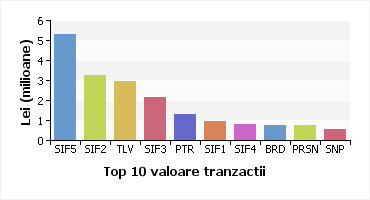 Lei (milioane)
6
5
4
3
2
1
0
SIF5 SIF2 TLV SIF3 PTR SIF1 SIF4 BRD PRSN SNP
Top 10 valoare tranzactii